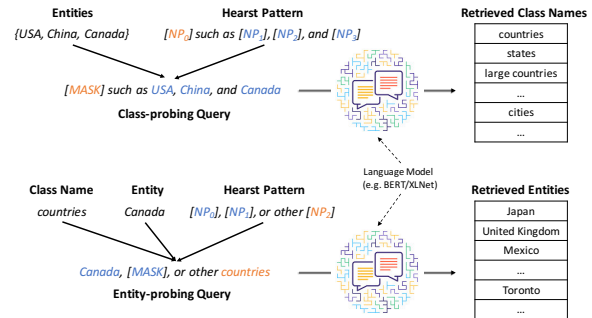 Entities
Hearst Pattern
Retrieved Class Names
{USA, China, Canada}
[NP0] such as [NP1], [NP2], and [NP3]
countries
states
large countries
...
cities
...
[MASK] such as USA, China, and Canada
Class-probing Query
Language Model
(e.g. BERT/XLNet)
Class Name
Entity
Hearst Pattern
Retrieved Entities
countries
Canada
[NP0], [NP1], or other [NP2]
Japan
United Kingdom
Mexico
...
Toronto
...
Canada, [MASK], or other countries
Entity-probing Query